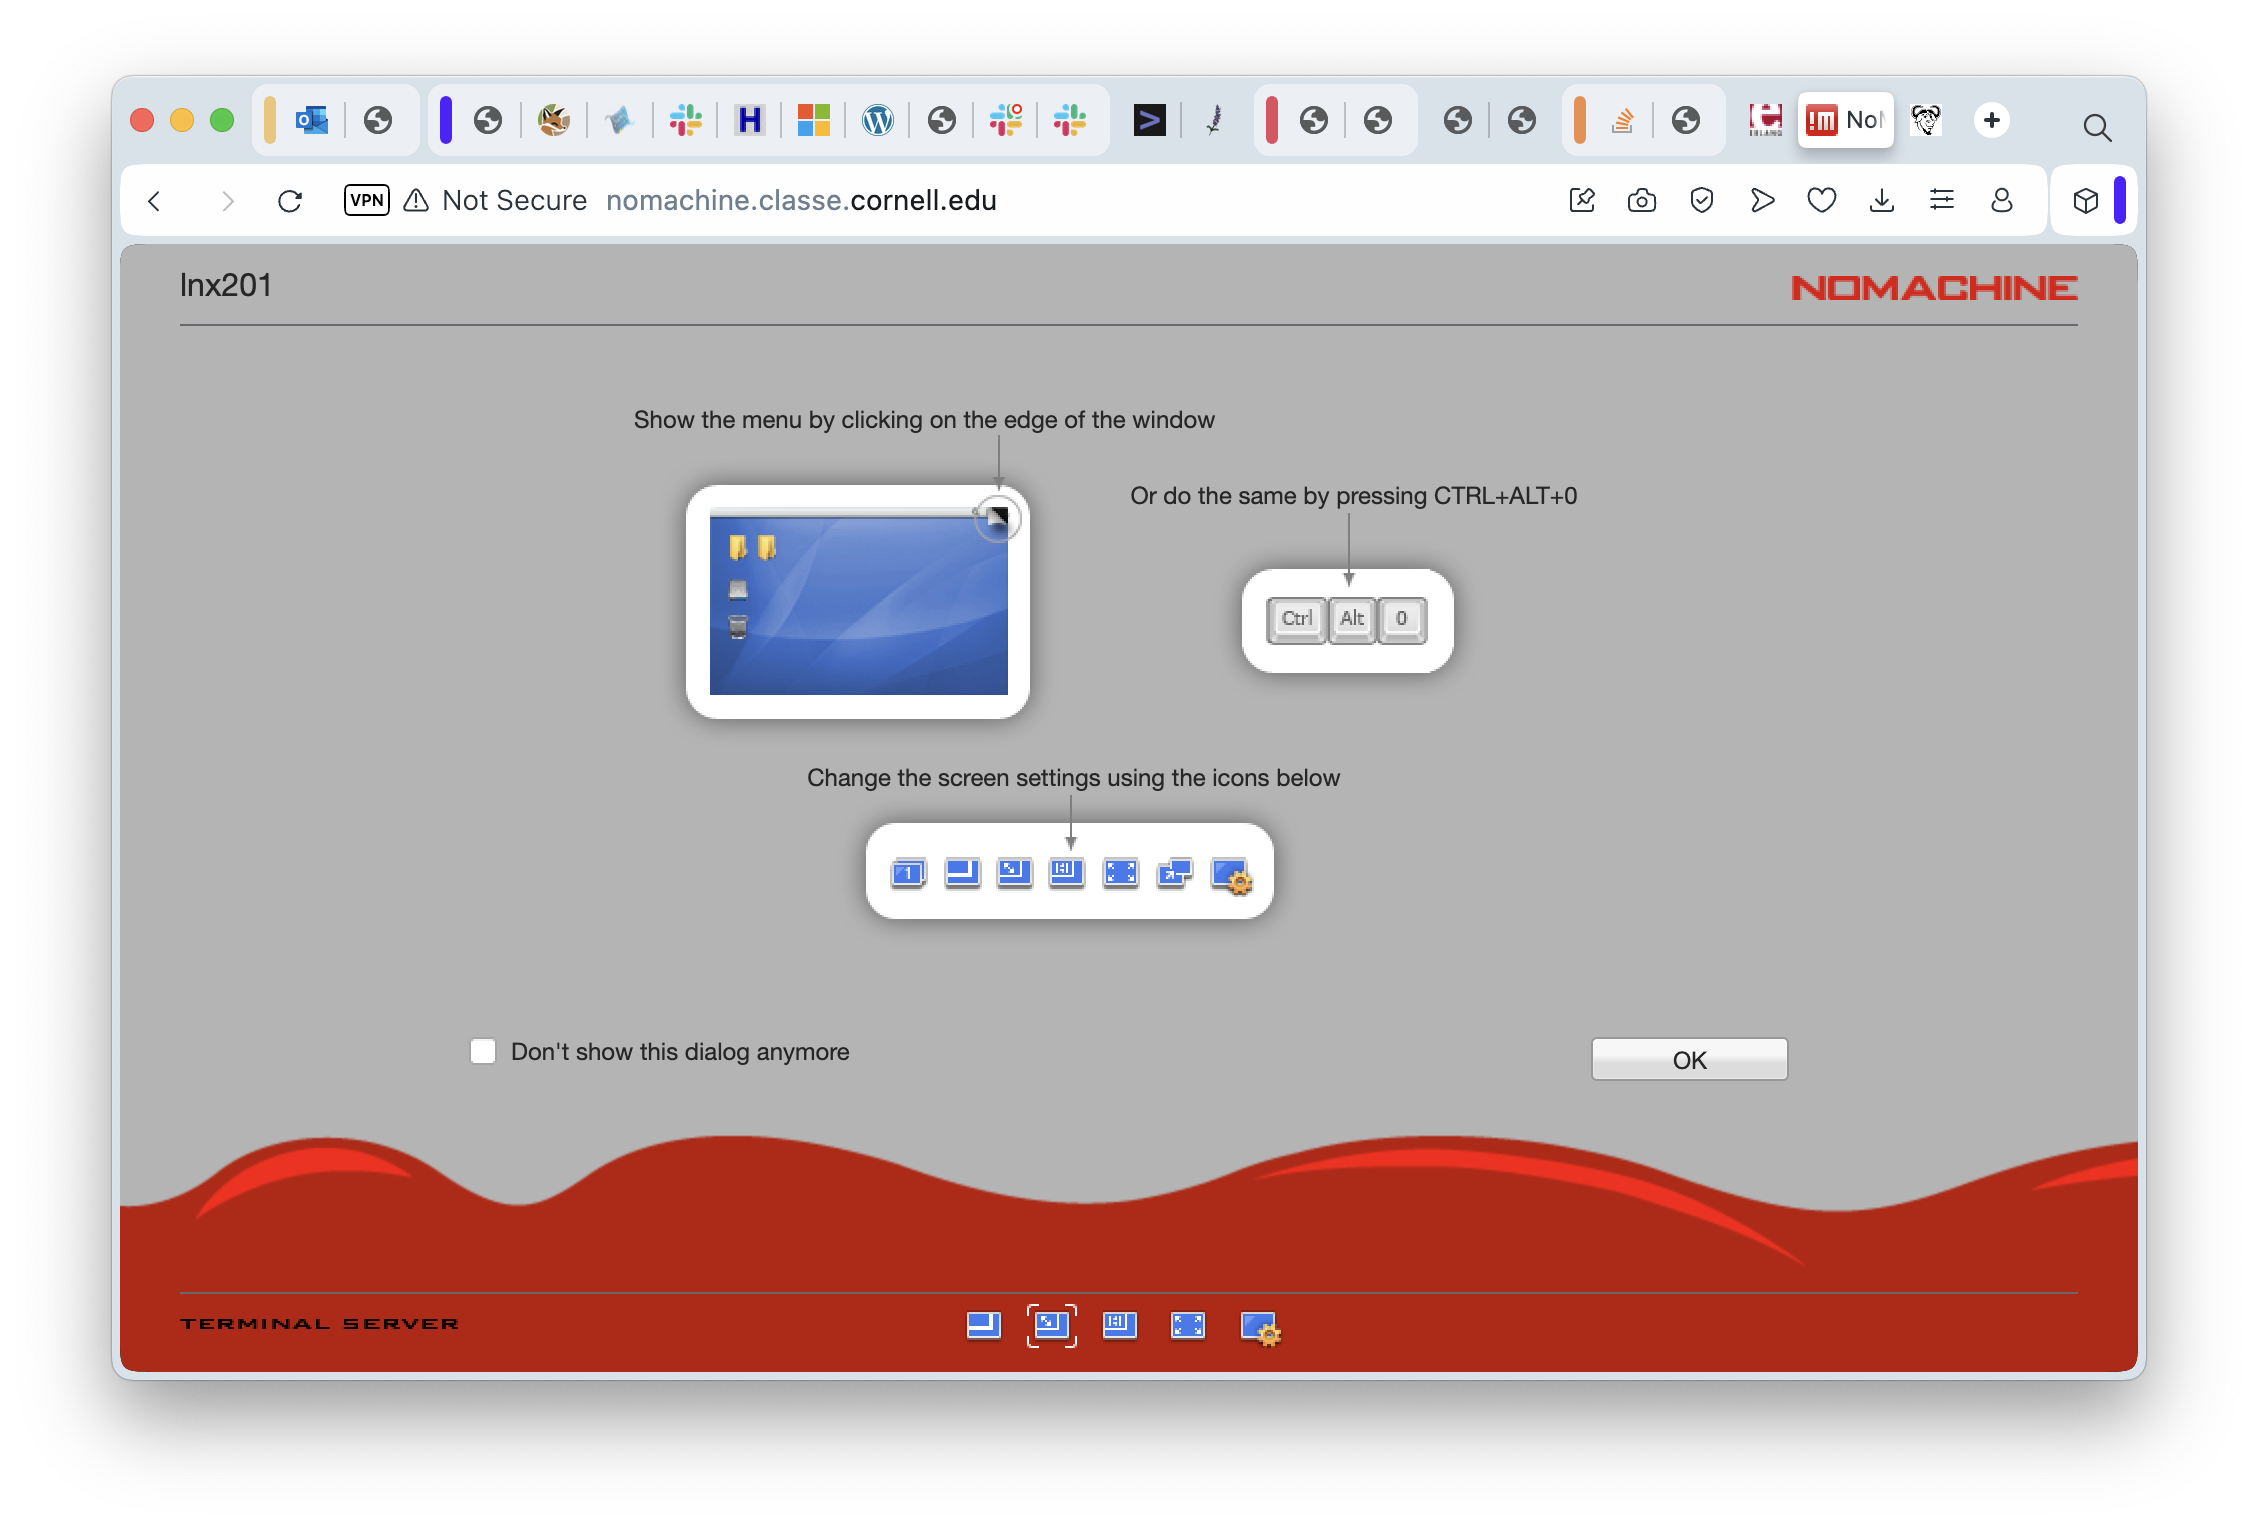 NoM
VPN
Not Secure nomachine.classe.cornell.edu
lnx201
NOMACHINE
Show the menu by clicking on the edge of the window
Or do the same by pressing CTRL+ALT+0
Ctrl Alt 0
Change the screen settings using the icons below
1
Don't show this dialog anymore
OK
TERMINAL SERVER